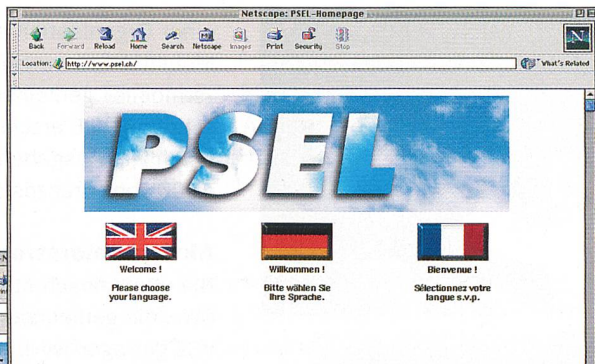 Netscape: PSEL-Homepage
Back Forward Reload Home Search Netscape Images Print Security Stop
Location: http://www.psel.ch/ What's Related
PSEL
Welcome !
Please choose
your language.
Willkommen !
Bitte wählen Sie
Ihre Sprache.
Bienvenue !
Sélectionnez votre
langue s.v.p.